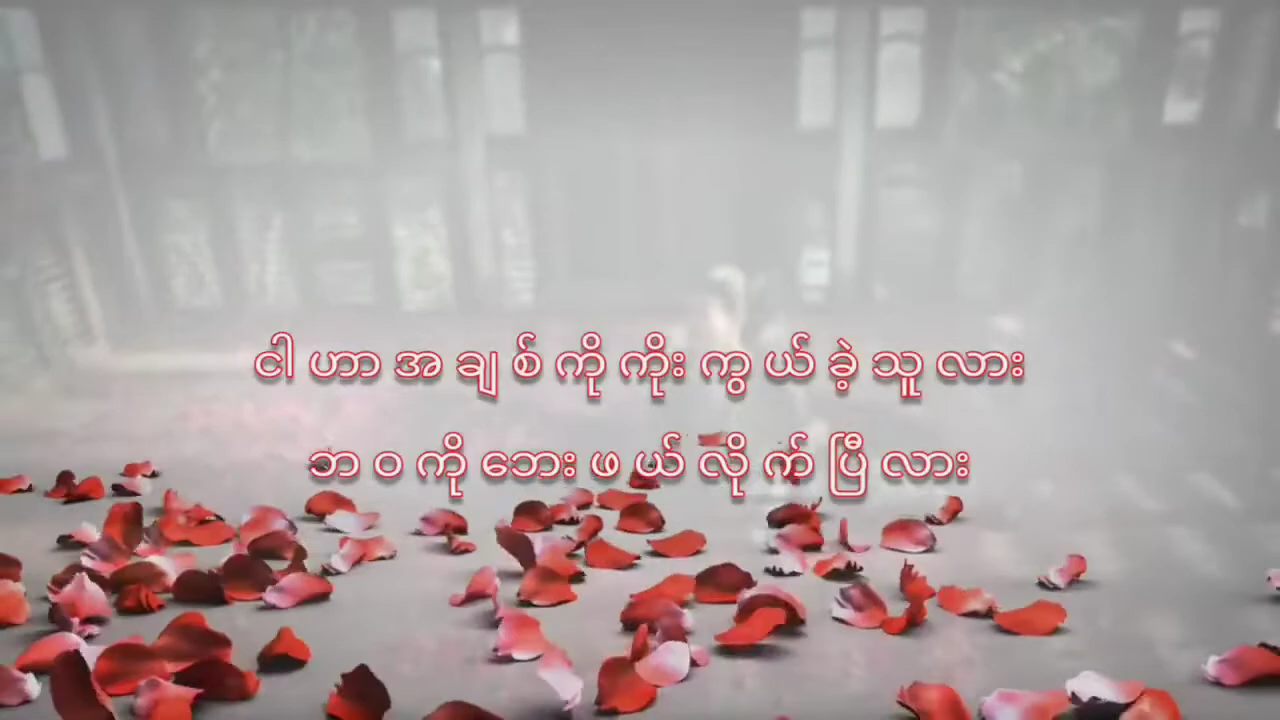 ငါ ဟာ အ ချ စ် ကို ကိုး ကွ ယ် ခဲ့ သူ လား
ဘ ဝ ကို ဘေး ဖ ယ် လို က် ပြီ လား